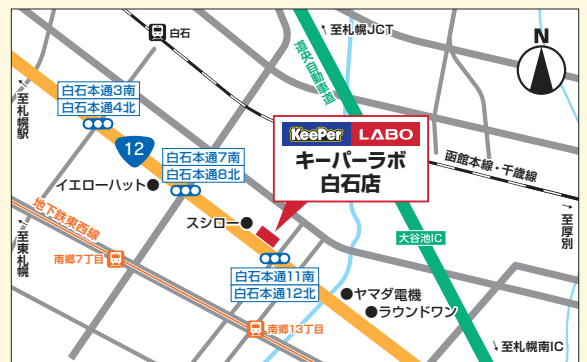 白石
至札幌JCT
道央自動車道
N
至札幌駅
白石本通3南
白石本通4北
12
白石本通7南
白石本通8北
イエローハット
KeePer LABO
キーパーラボ
白石店
函館本線・千歳線
至厚別
スシロー
地下鉄東西線
至東札幌
南郷7丁目
大谷池IC
白石本通11南
白石本通12北
ヤマダ電機
ラウンドワン
南郷13丁目
至札幌南IC